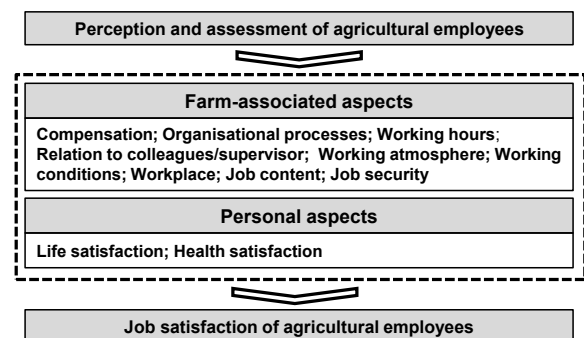 Perception and assessment of agricultural employees
Farm-associated aspects
Compensation; Organisational processes; Working hours;
Relation to colleagues/supervisor; Working atmosphere; Working
conditions; Workplace; Job content; Job security
Personal aspects
Life satisfaction; Health satisfaction
Job satisfaction of agricultural employees